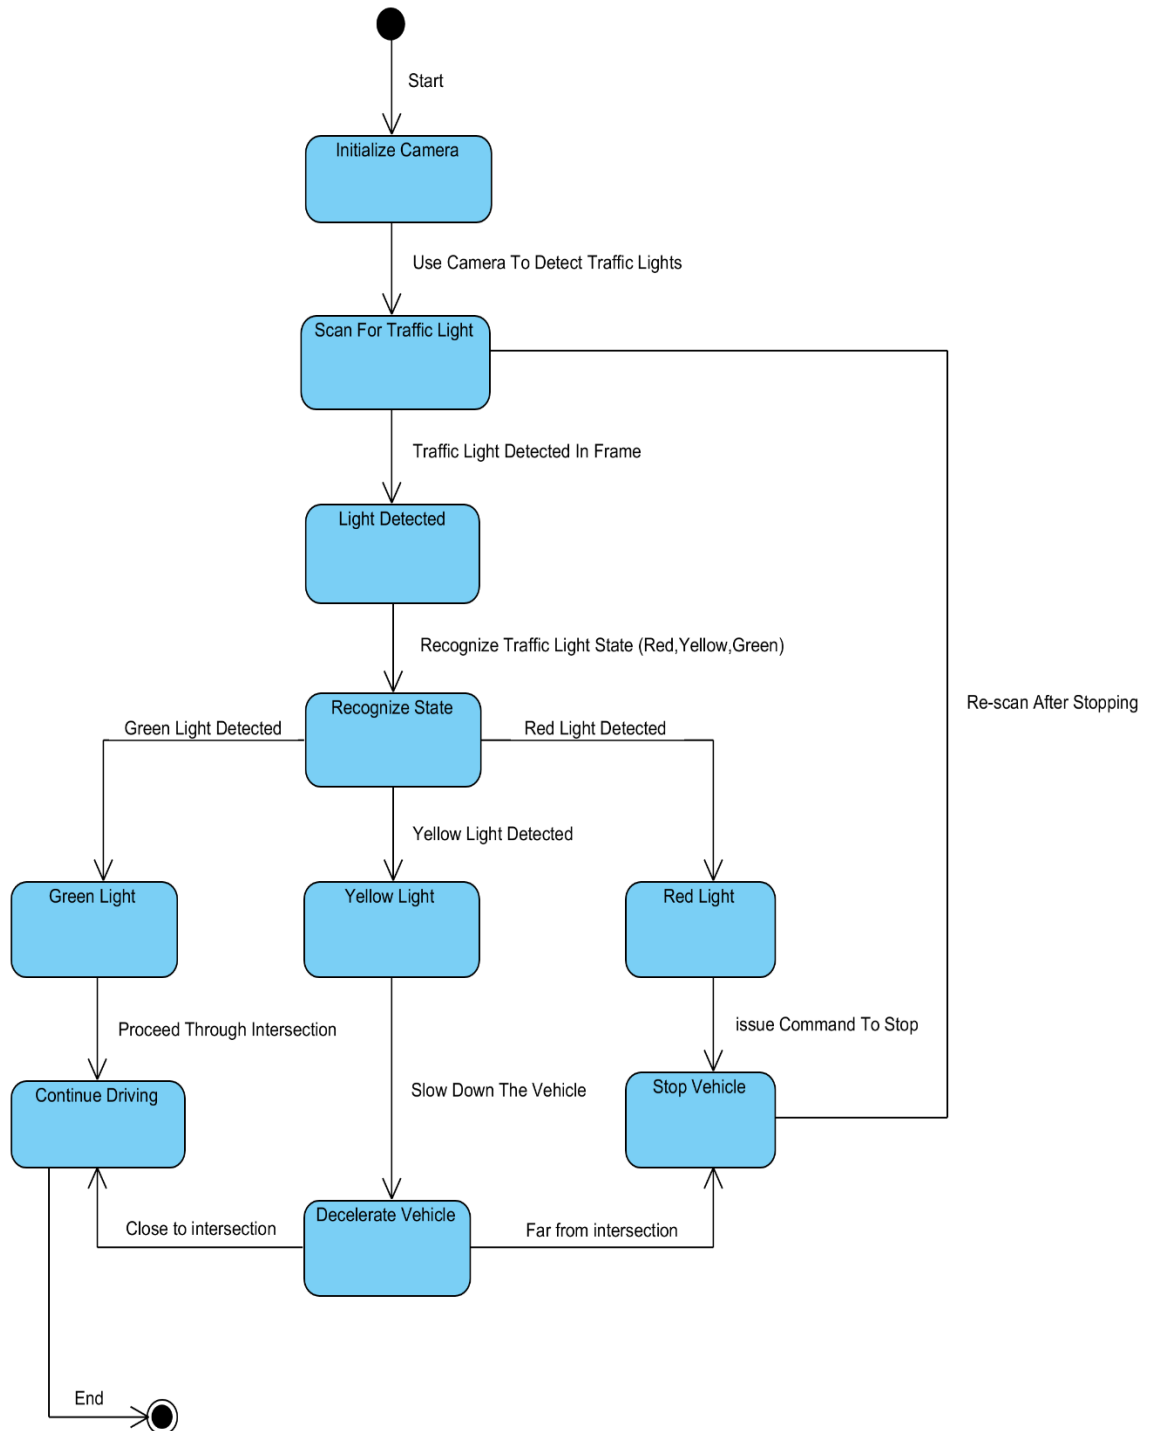 Start
Initialize Camera
Use Camera To Detect Traffic Lights
Scan For Traffic Light
Traffic Light Detected In Frame
Light Detected
Recognize Traffic Light State (Red,Yellow,Green)
Recognize State
Re-scan After Stopping
Green Light Detected
Red Light Detected
Yellow Light Detected
Green Light
Yellow Light
Red Light
Proceed Through Intersection
issue Command To Stop
Continue Driving
Slow Down The Vehicle
Stop Vehicle
Decelerate Vehicle
Close to intersection
Far from intersection
End